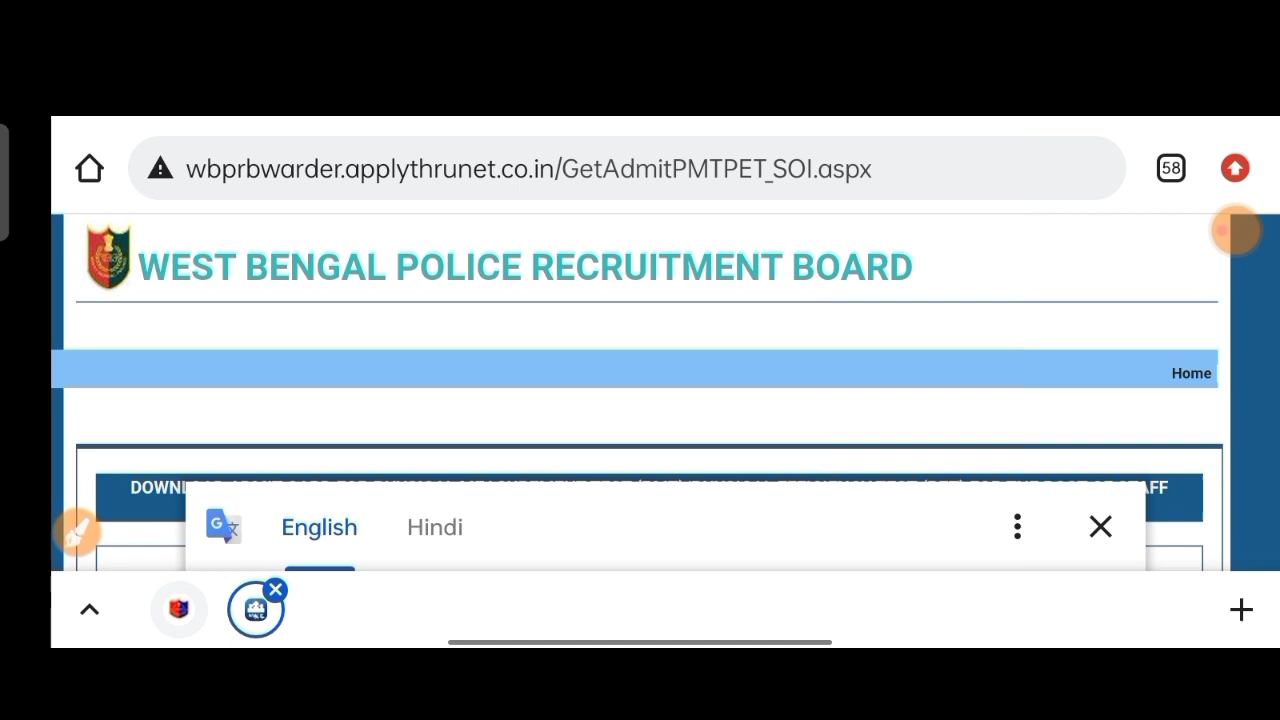 wbprbwarder.applythrunet.co.in/GetAdmitPMTPET_SOI.aspx
58
WEST BENGAL POLICE RECRUITMENT BOARD
Home
English
Hindi